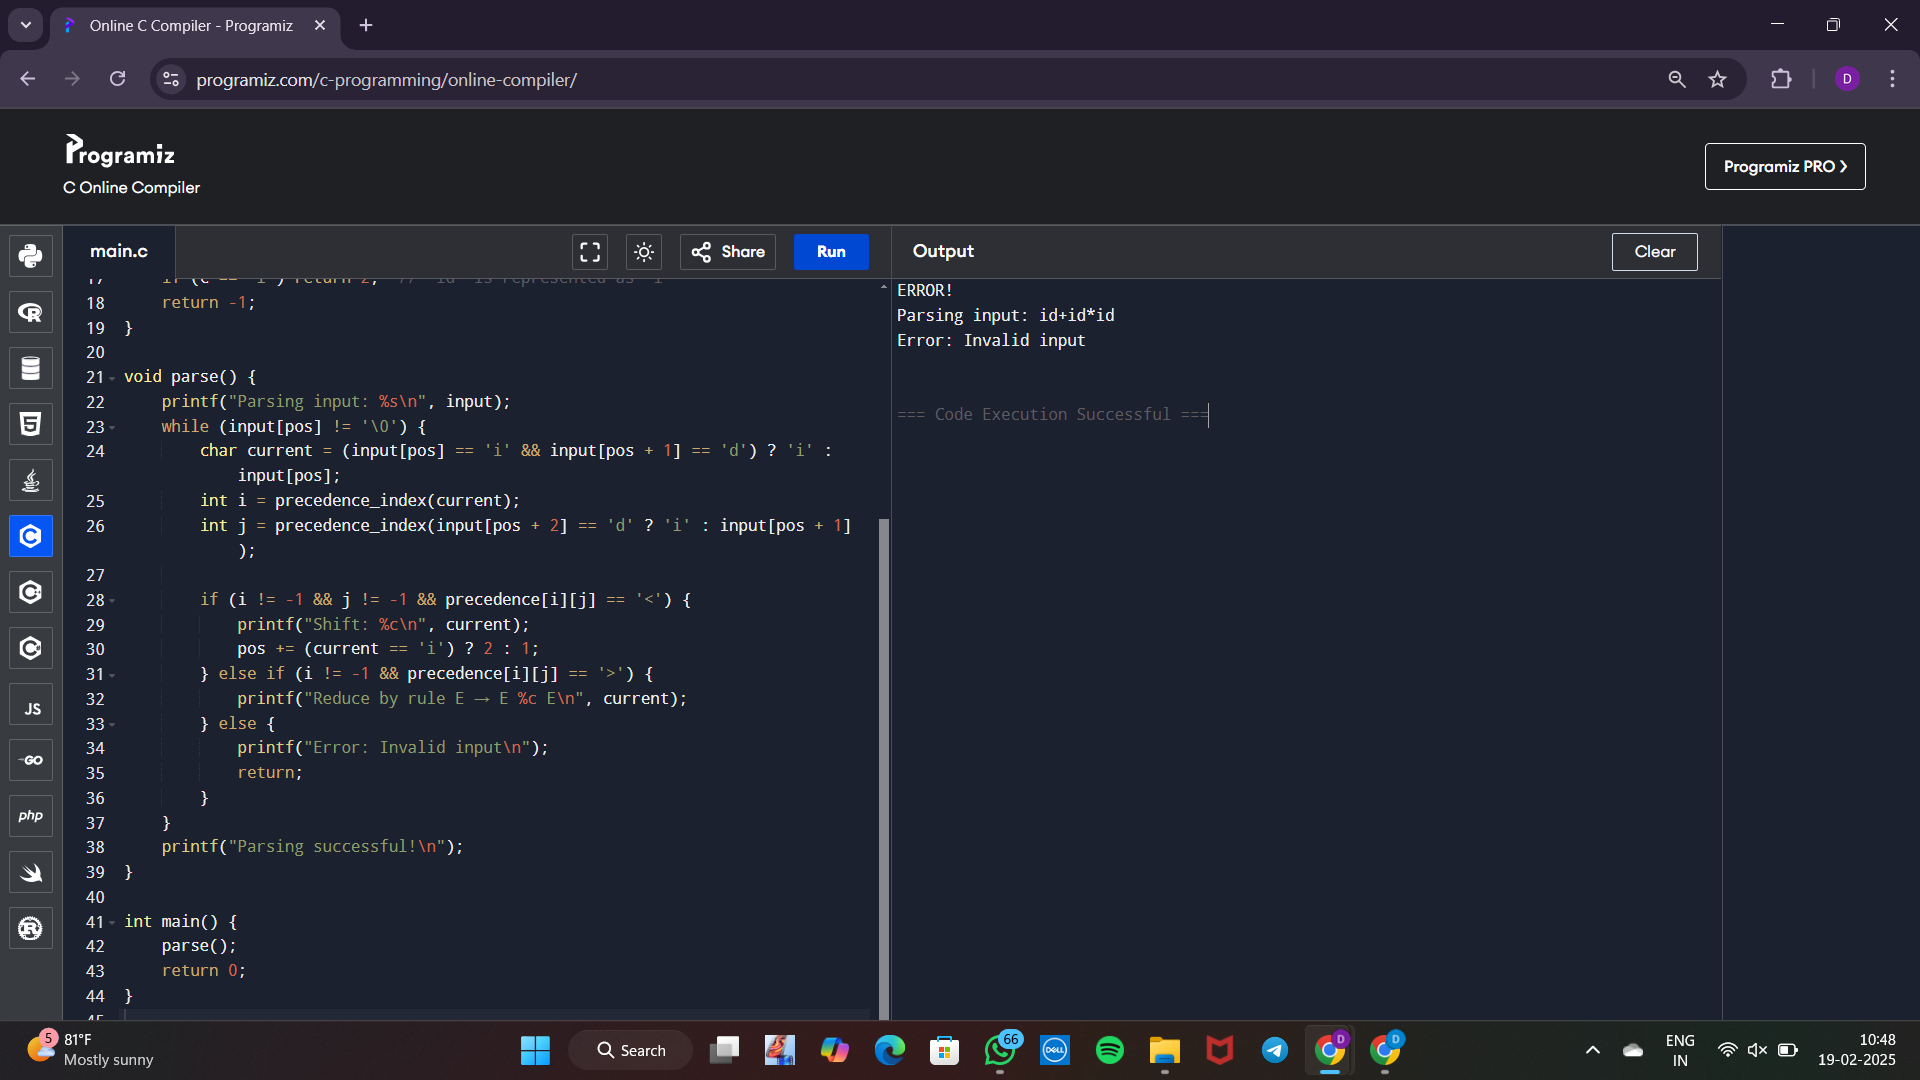 Online C Compiler - Programiz
programiz.com/c-programming/online-compiler/
D
Programiz
C Online Compiler
Programiz PRO
main.c
Share
Run
Output
Clear
18 return -1;
19 }
20
21 void parse() {
22 printf("Parsing input: %s\n", input);
23 while (input[pos] != '\0') {
24 char current = (input[pos] == 'i' && input[pos + 1] == 'd') ? 'i' :
input[pos];
25 int i = precedence_index(current);
26 int j = precedence_index(input[pos + 2] == 'd' ? 'i' : input[pos + 1]
);
27
28 if (i != -1 && j != -1 && precedence[i][j] == '<') {
29 printf("Shift: %c\n", current);
30 pos += (current == 'i') ? 2 : 1;
31 } else if (i != -1 && precedence[i][j] == '>') {
32 printf("Reduce by rule E → E %c E\n", current);
33 } else {
34 printf("Error: Invalid input\n");
35 return;
36 }
37 }
38 printf("Parsing successful!\n");
39 }
40
41 int main() {
42 parse();
43 return 0;
44 }
ERROR!
Parsing input: id+id*id
Error: Invalid input
=== Code Execution Successful ===
JS
GO
php
5
81°F
Mostly sunny
Search
66
DELL
D
D
ENG
IN
10:48
19-02-2025